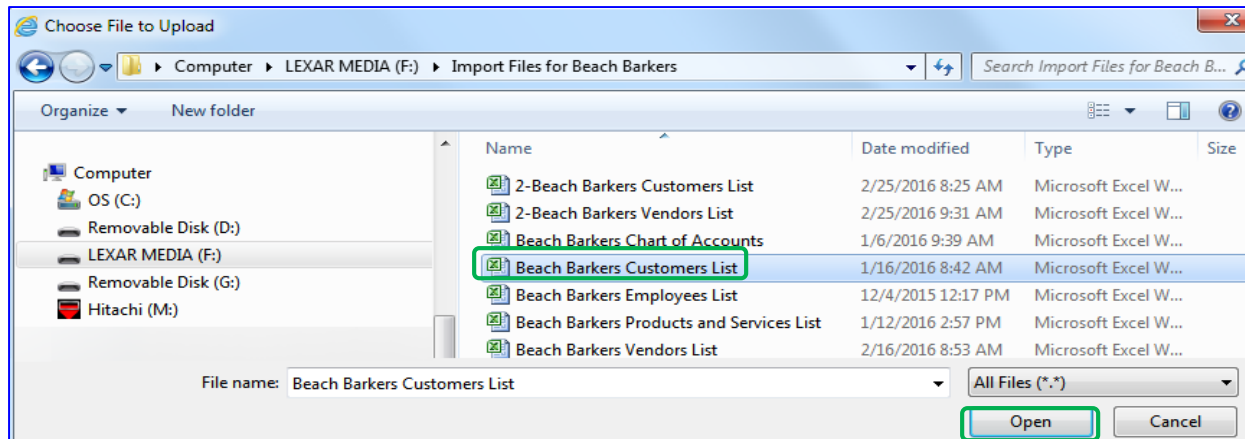 Choose File to Upload
Computer LEXAR MEDIA (F:) Import Files for Beach Barkers
Search Import Files for Beach B...
Organize New folder
Name Date modified Type Size
Computer
OS (C:)
Removable Disk (D:)
LEXAR MEDIA (F:)
Removable Disk (G:)
Hitachi (M:)
2-Beach Barkers Customers List 2/25/2016 8:25 AM Microsoft Excel W...
2-Beach Barkers Vendors List 2/25/2016 9:31 AM Microsoft Excel W...
Beach Barkers Chart of Accounts 1/6/2016 9:39 AM Microsoft Excel W...
Beach Barkers Customers List 1/16/2016 8:42 AM Microsoft Excel W...
Beach Barkers Employees List 12/4/2015 12:17 PM Microsoft Excel W...
Beach Barkers Products and Services List 1/12/2016 2:57 PM Microsoft Excel W...
Beach Barkers Vendors List 2/16/2016 8:53 AM Microsoft Excel W...
File name: Beach Barkers Customers List All Files (*.*)
Open Cancel